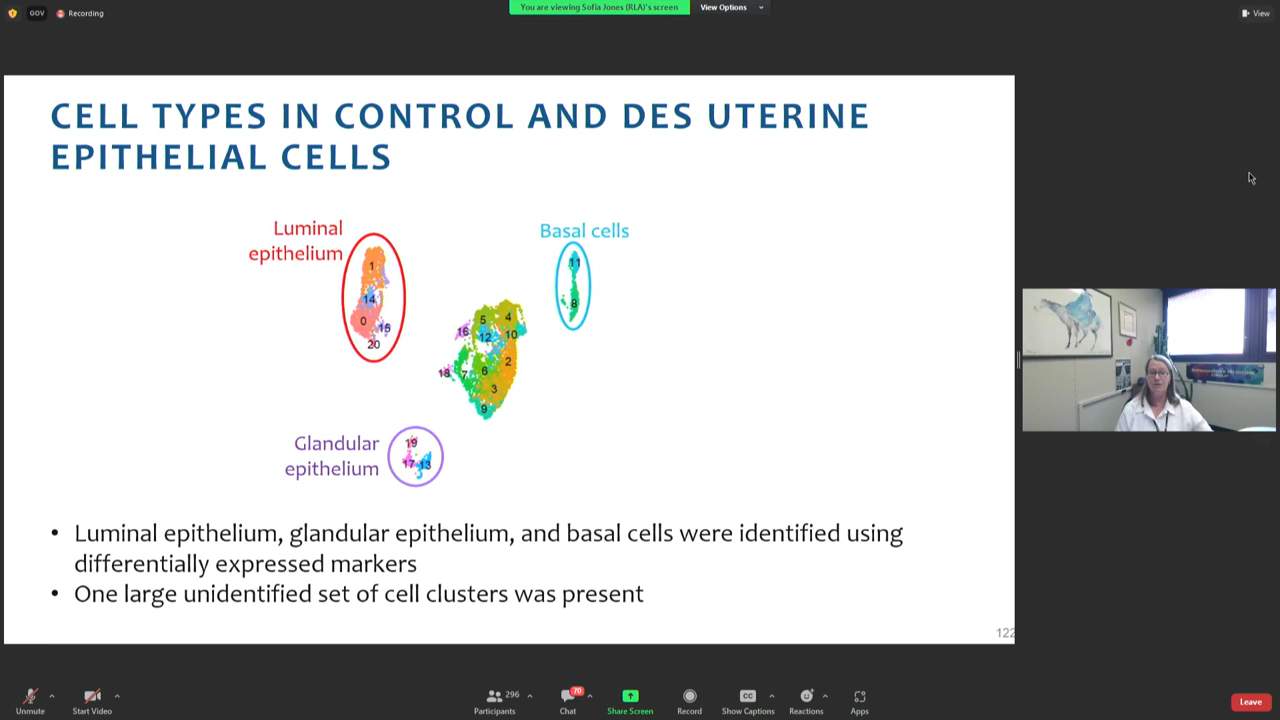 GOV
Recording
You are viewing Sofia Jones (RLA)'s screen
View Options
View
CELL TYPES IN CONTROL AND DES UTERINE
EPITHELIAL CELLS
Luminal
epithelium
Basal cells
1
14
0
15
20
11
8
5
4
16
12
10
2
18
7
6
3
9
Glandular
epithelium
19
17
13
• Luminal epithelium, glandular epithelium, and basal cells were identified using
differentially expressed markers
• One large unidentified set of cell clusters was present
122
Unmute
Start Video
296
Participants
70
Chat
Share Screen
Record
CC
Show Captions
Reactions
Apps
Leave